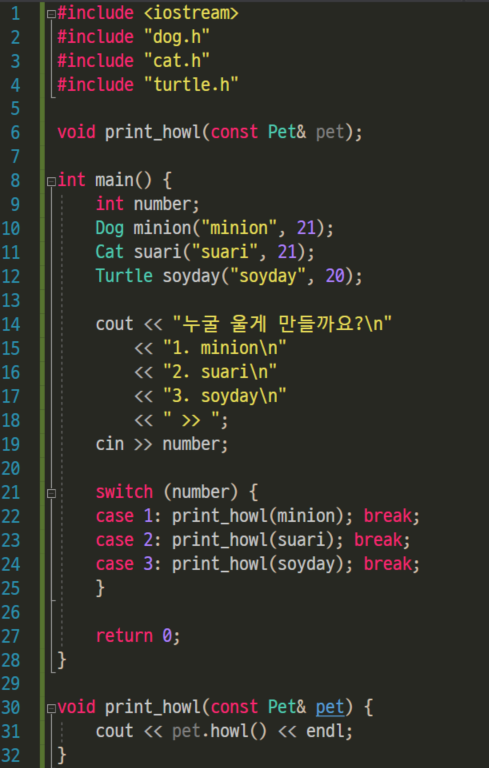 1 #include <iostream>
2 #include "dog.h"
3 #include "cat.h"
4 #include "turtle.h"
5
6 void print_howl(const Pet& pet);
7
8 int main() {
9 int number;
10 Dog minion("minion", 21);
11 Cat suari("suari", 21);
12 Turtle soyday("soyday", 20);
13
14 cout << "누굴 울게 만들까요?\n"
15 << "1. minion\n"
16 << "2. suari\n"
17 << "3. soyday\n"
18 << " >> ";
19 cin >> number;
20
21 switch (number) {
22 case 1: print_howl(minion); break;
23 case 2: print_howl(suari); break;
24 case 3: print_howl(soyday); break;
25 }
26
27 return 0;
28 }
29
30 void print_howl(const Pet& pet) {
31 cout << pet.howl() << endl;
32 }